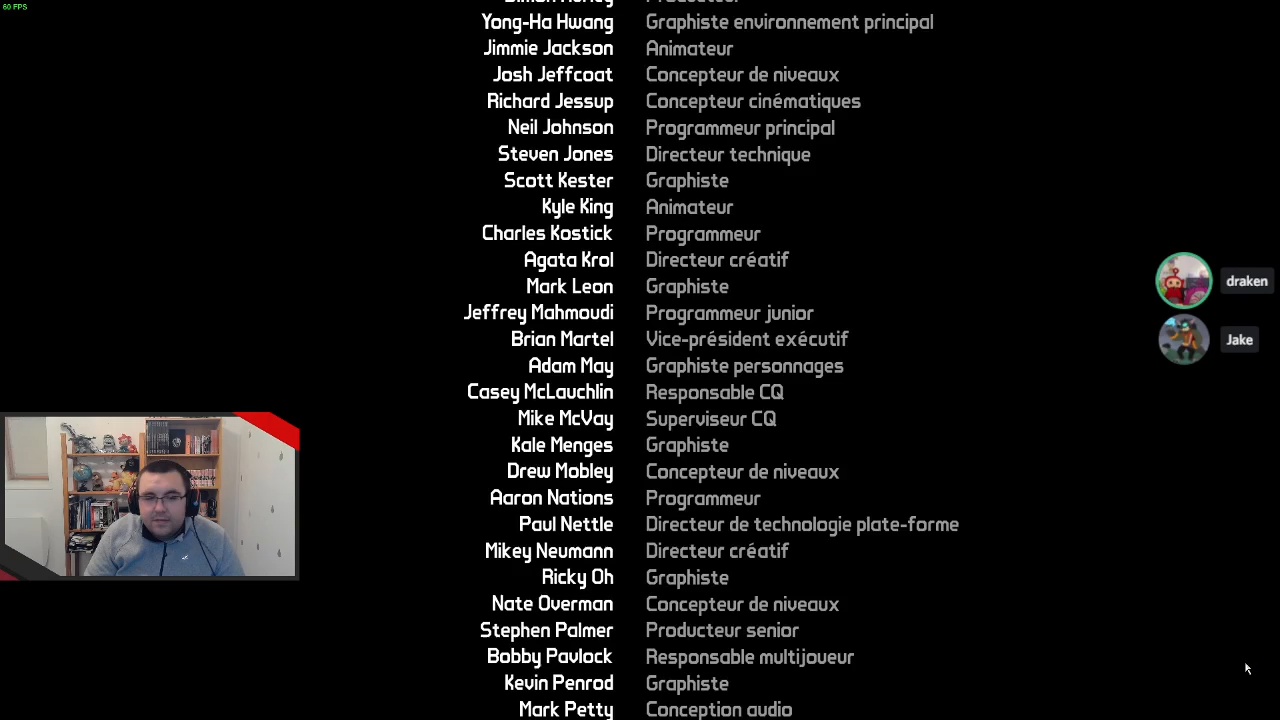 60 FPS
Yong-Ha Hwang Graphiste environnement principal
Jimmie Jackson Animateur
Josh Jeffcoat Concepteur de niveaux
Richard Jessup Concepteur cinématiques
Neil Johnson Programmeur principal
Steven Jones Directeur technique
Scott Kester Graphiste
Kyle King Animateur
Charles Kostick Programmeur
Agata Krol Directeur créatif
Mark Leon Graphiste
Jeffrey Mahmoudi Programmeur junior
Brian Martel Vice-président exécutif
Adam May Graphiste personnages
Casey McLauchlin Responsable CQ
Mike McVay Superviseur CQ
Kale Menges Graphiste
Drew Mobley Concepteur de niveaux
Aaron Nations Programmeur
Paul Nettle Directeur de technologie plate-forme
Mikey Neumann Directeur créatif
Ricky Oh Graphiste
Nate Overman Concepteur de niveaux
Stephen Palmer Producteur senior
Bobby Pavlock Responsable multijoueur
Kevin Penrod Graphiste
Mark Petty Conception audio
draken
Jake